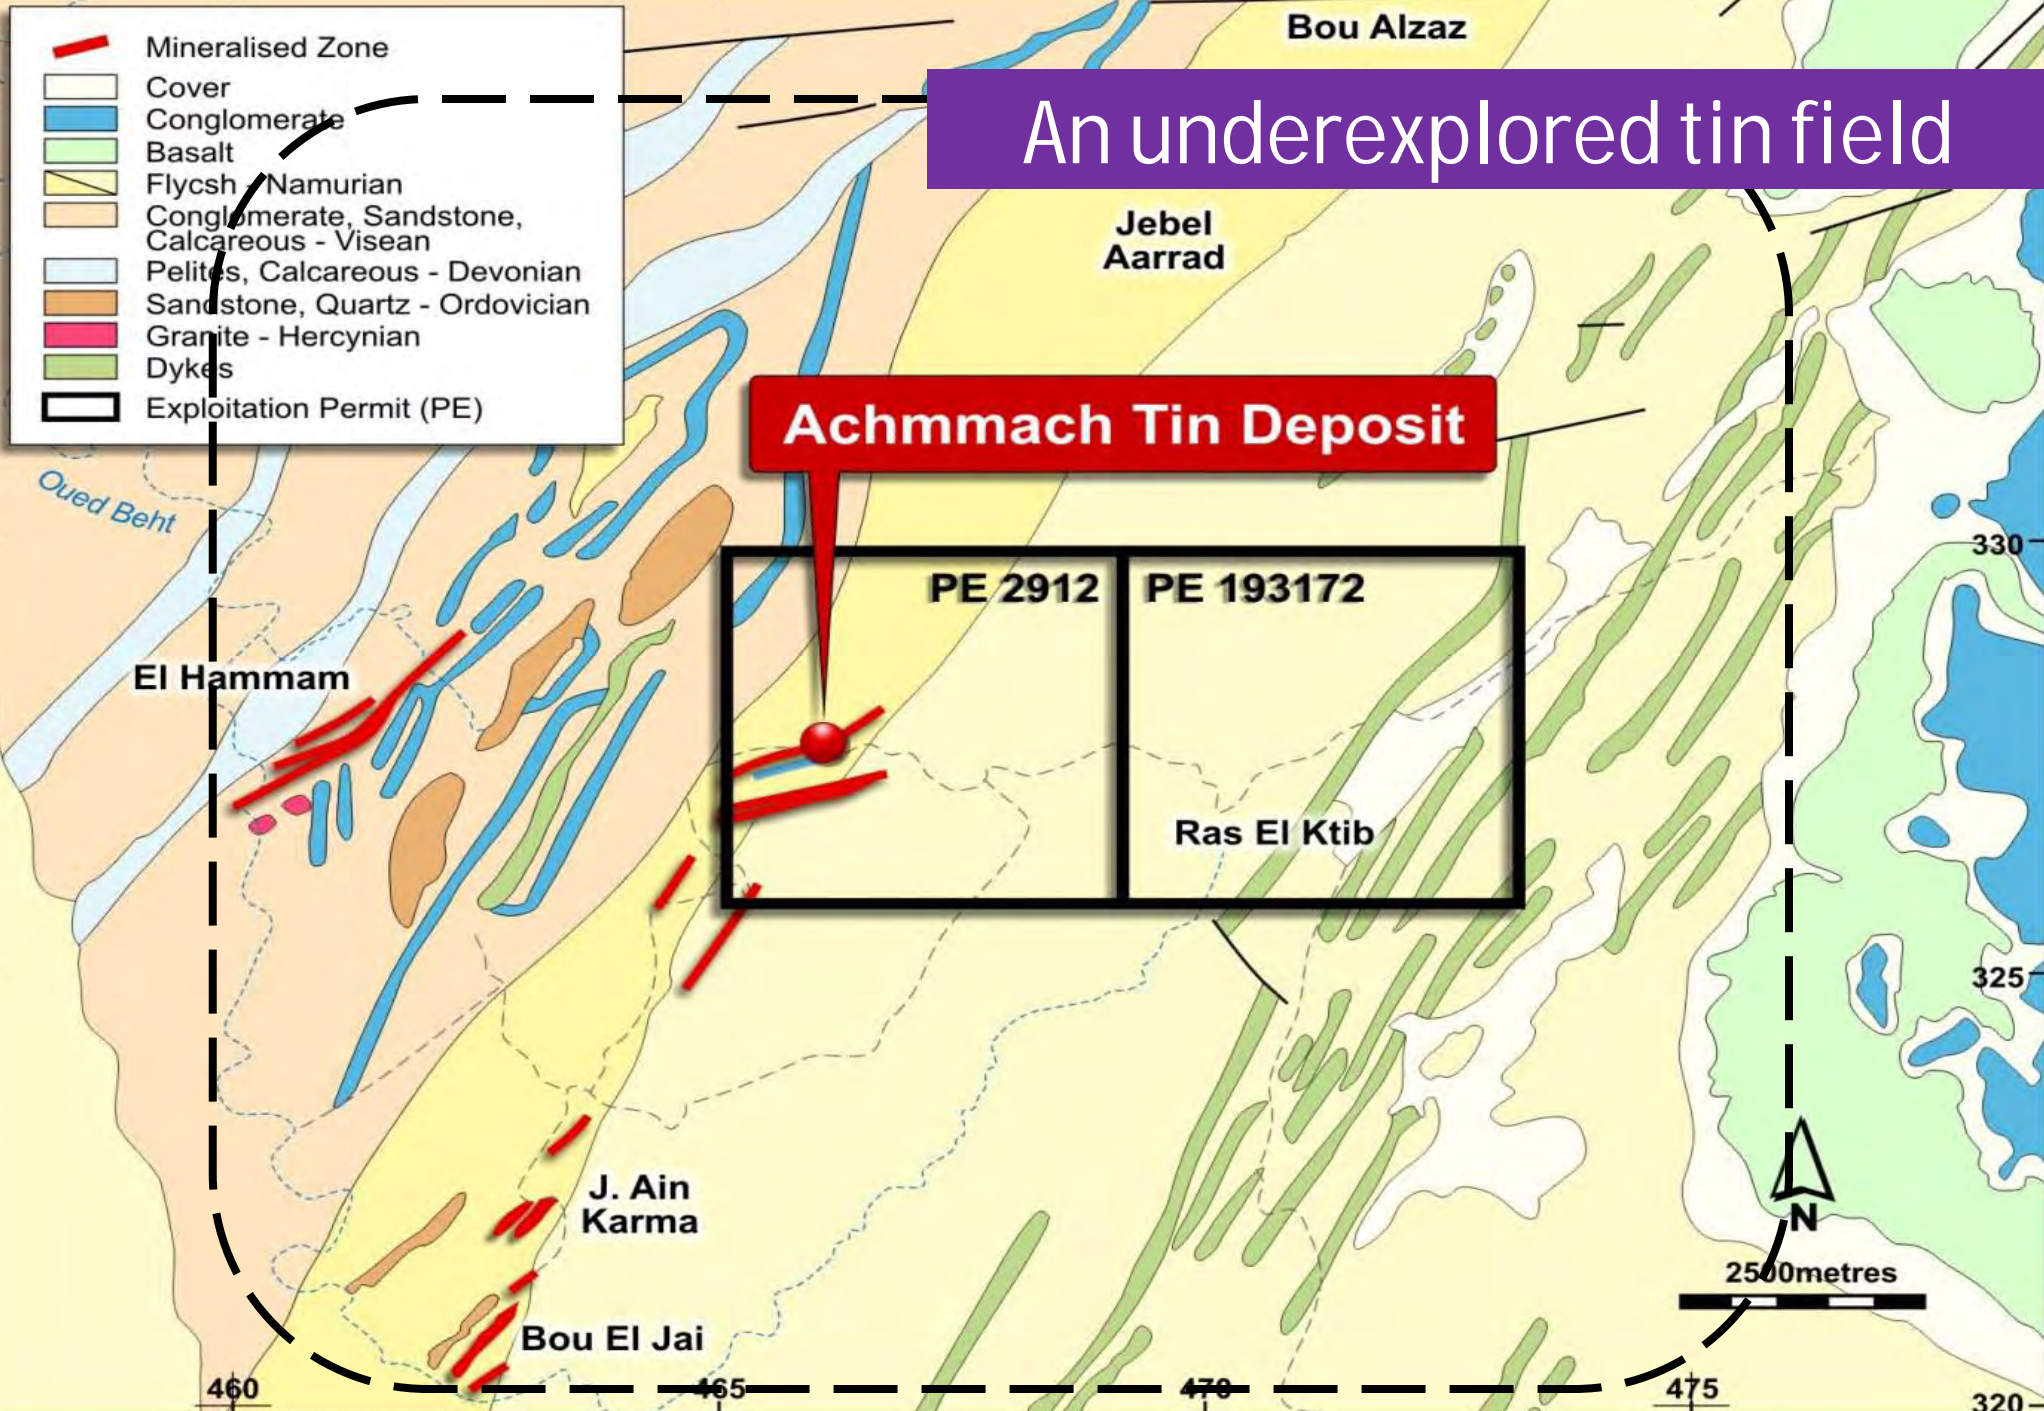 Mineralised Zone
Cover
Conglomerate
Basalt
Flycsh - Namurian
Conglomerate, Sandstone,
Calcareous - Visean
Pelites, Calcareous - Devonian
Sandstone, Quartz - Ordovician
Granite - Hercynian
Dykes
Exploitation Permit (PE)
Bou Alzaz
An underexplored tin field
Jebel
Aarrad
Achmmach Tin Deposit
Oued Beht
PE 2912
PE 193172
330
El Hammam
Ras El Ktib
325
J. Ain
Karma
N
2500metres
Bou El Jai
460
465
470
475
320